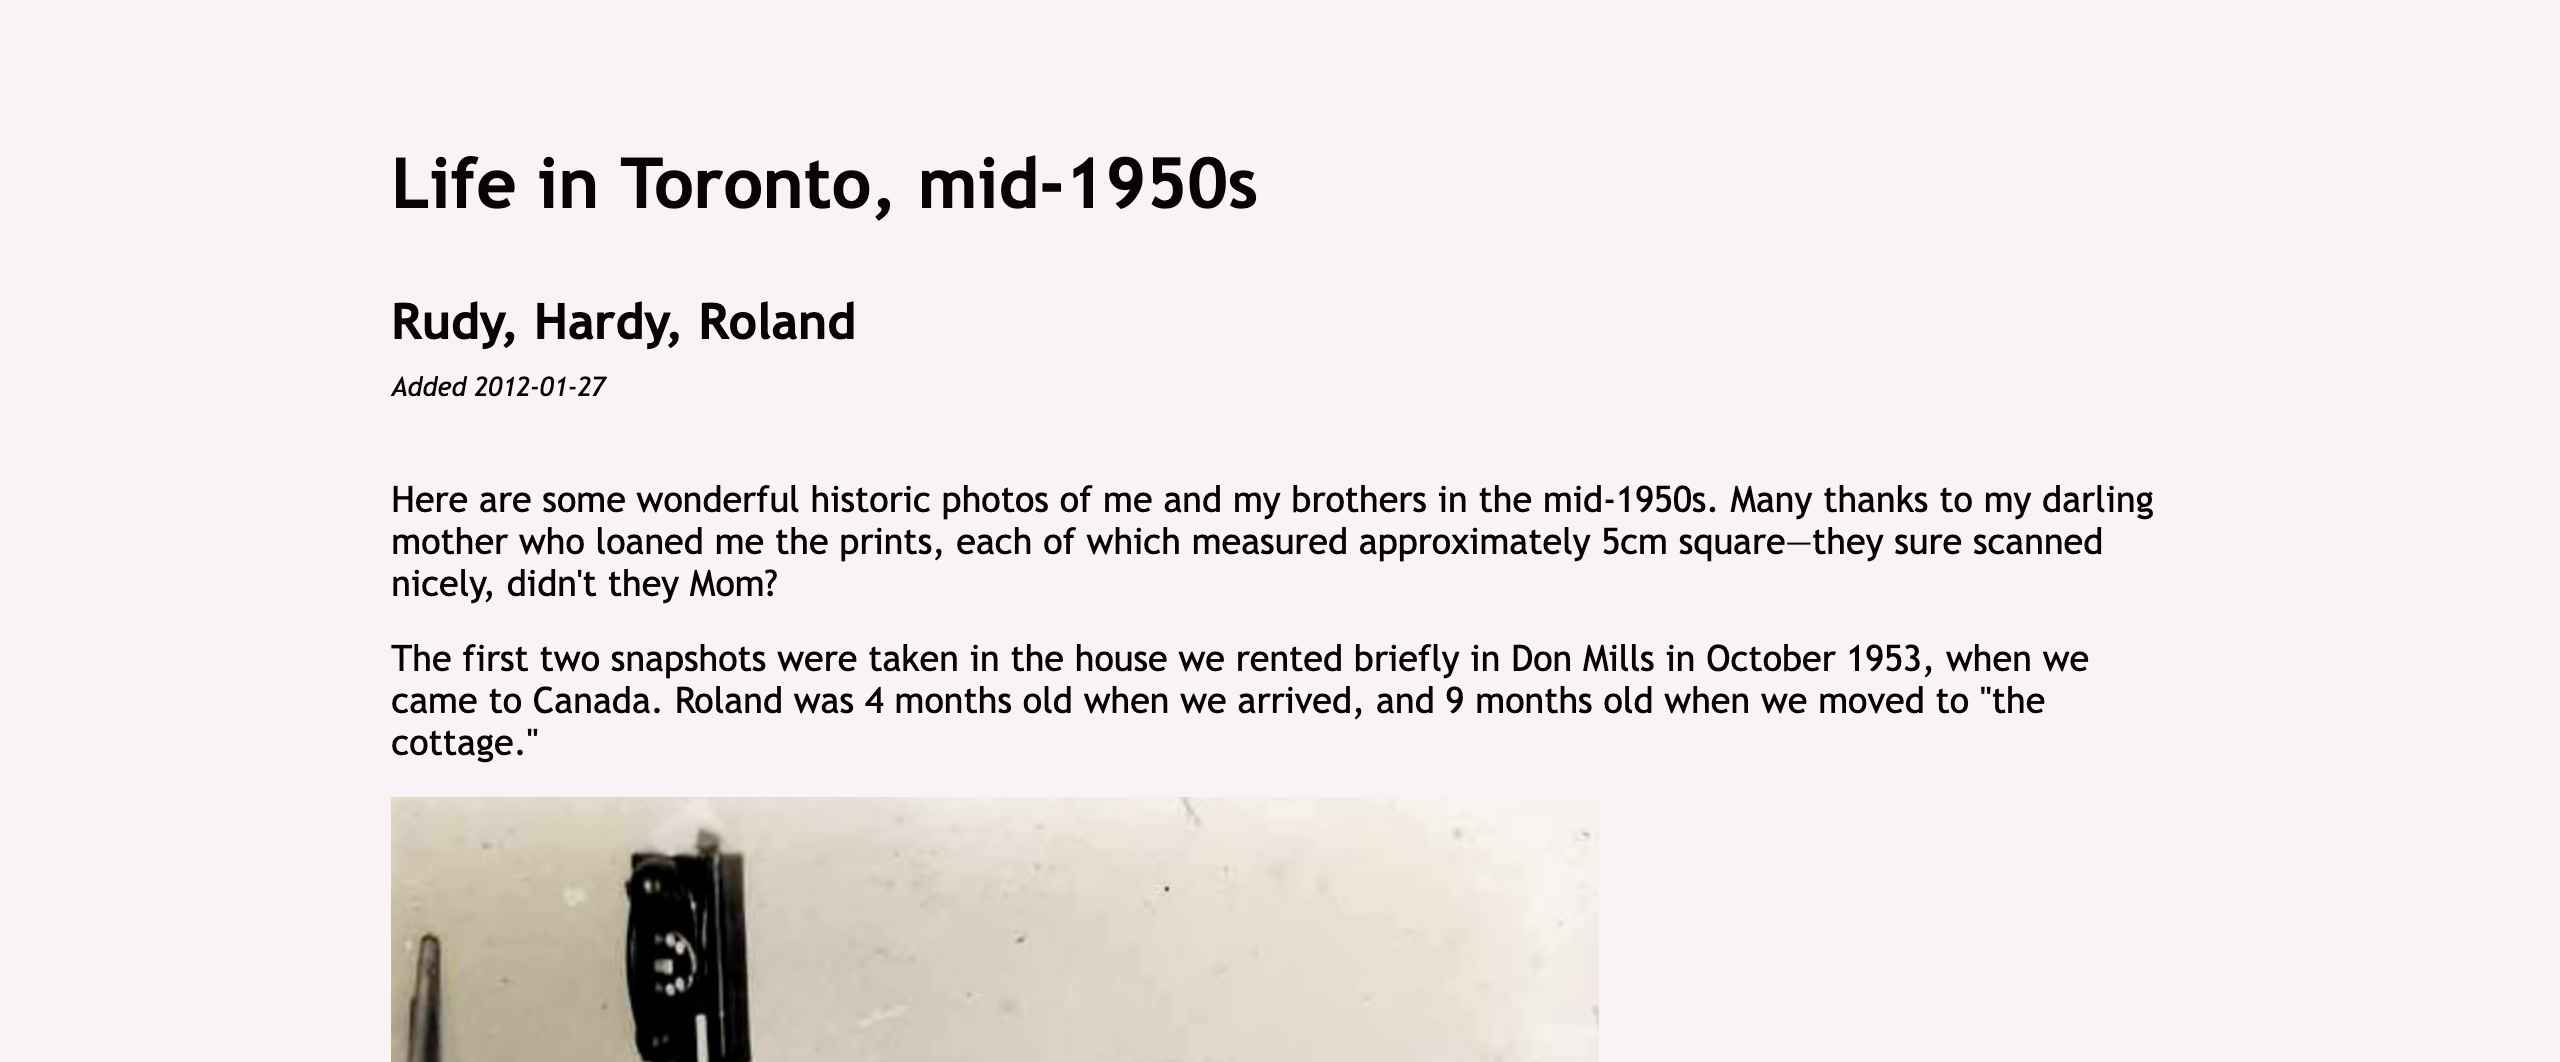 Life in Toronto, mid-1950s
Rudy, Hardy, Roland
Added 2012-01-27
Here are some wonderful historic photos of me and my brothers in the mid-1950s. Many thanks to my darling
mother who loaned me the prints, each of which measured approximately 5cm square—they sure scanned
nicely, didn't they Mom?
The first two snapshots were taken in the house we rented briefly in Don Mills in October 1953, when we
came to Canada. Roland was 4 months old when we arrived, and 9 months old when we moved to "the
cottage."